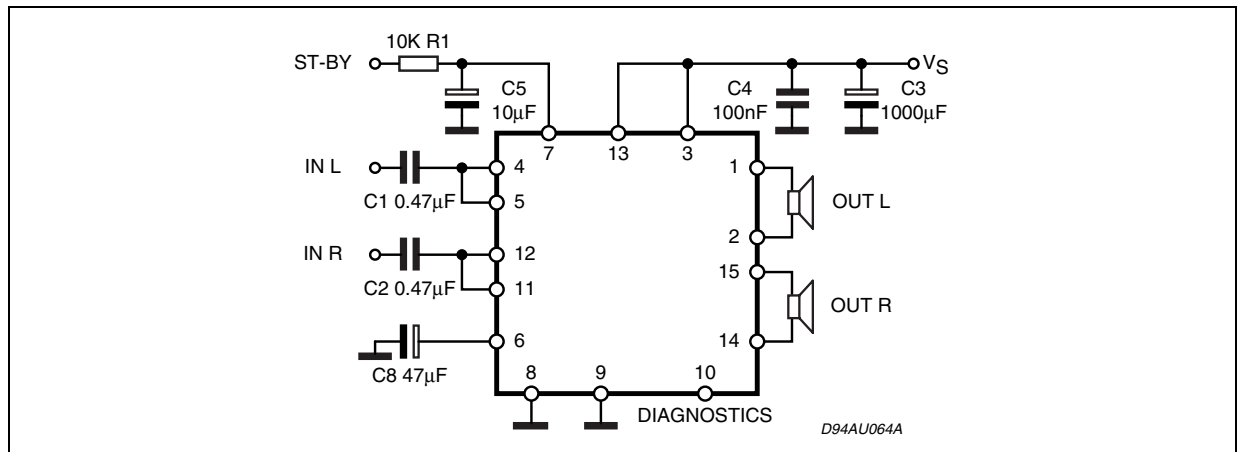 10K R1
ST-BY
C5
10μF
C4
100nF
VS
C3
1000μF
7
13
3
IN L
C1 0.47μF
4
5
1
OUT L
2
IN R
C2 0.47μF
12
11
15
OUT R
14
6
C8 47μF
8
9
10
DIAGNOSTICS
D94AU064A